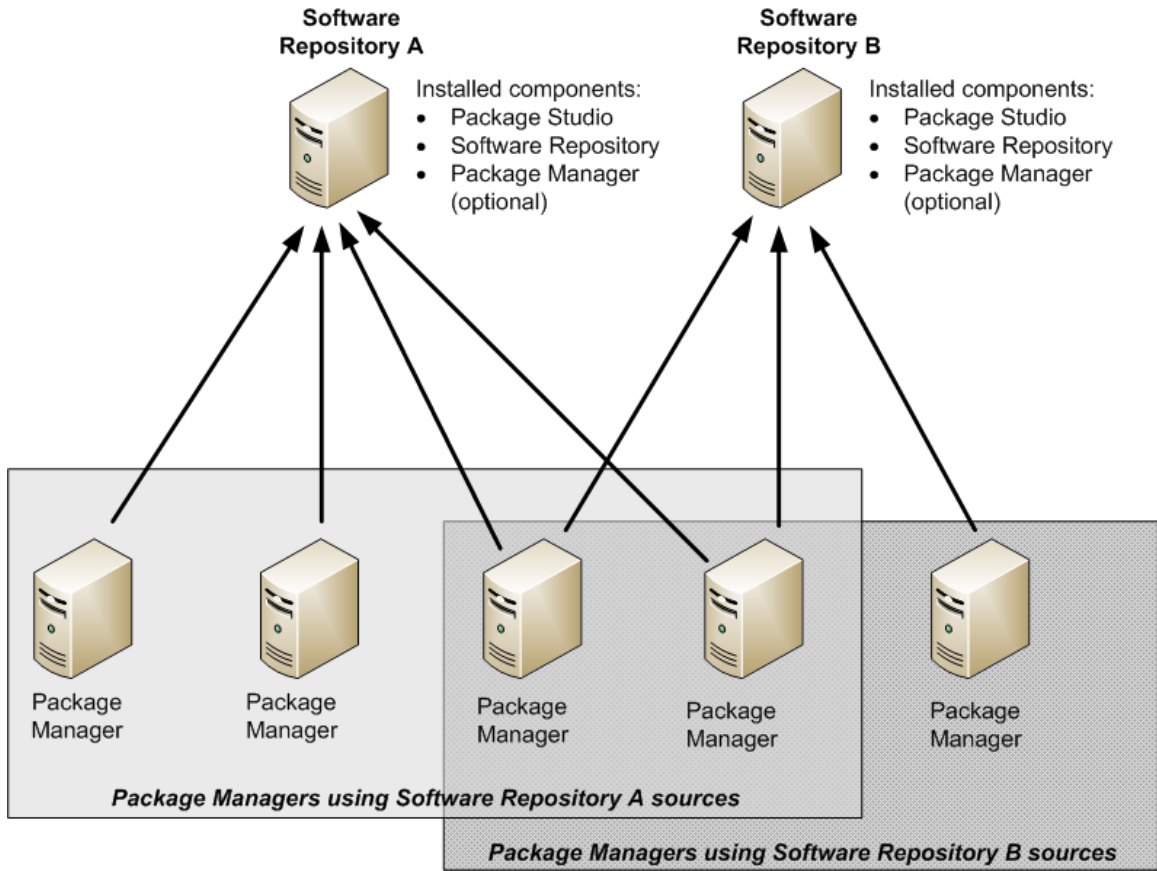 Software
Repository A
Installed components:
• Package Studio
• Software Repository
• Package Manager
(optional)
Software
Repository B
Installed components:
• Package Studio
• Software Repository
• Package Manager
(optional)
Package
Manager
Package
Manager
Package
Manager
Package
Manager
Package
Manager
Package Managers using Software Repository A sources
Package Managers using Software Repository B sources